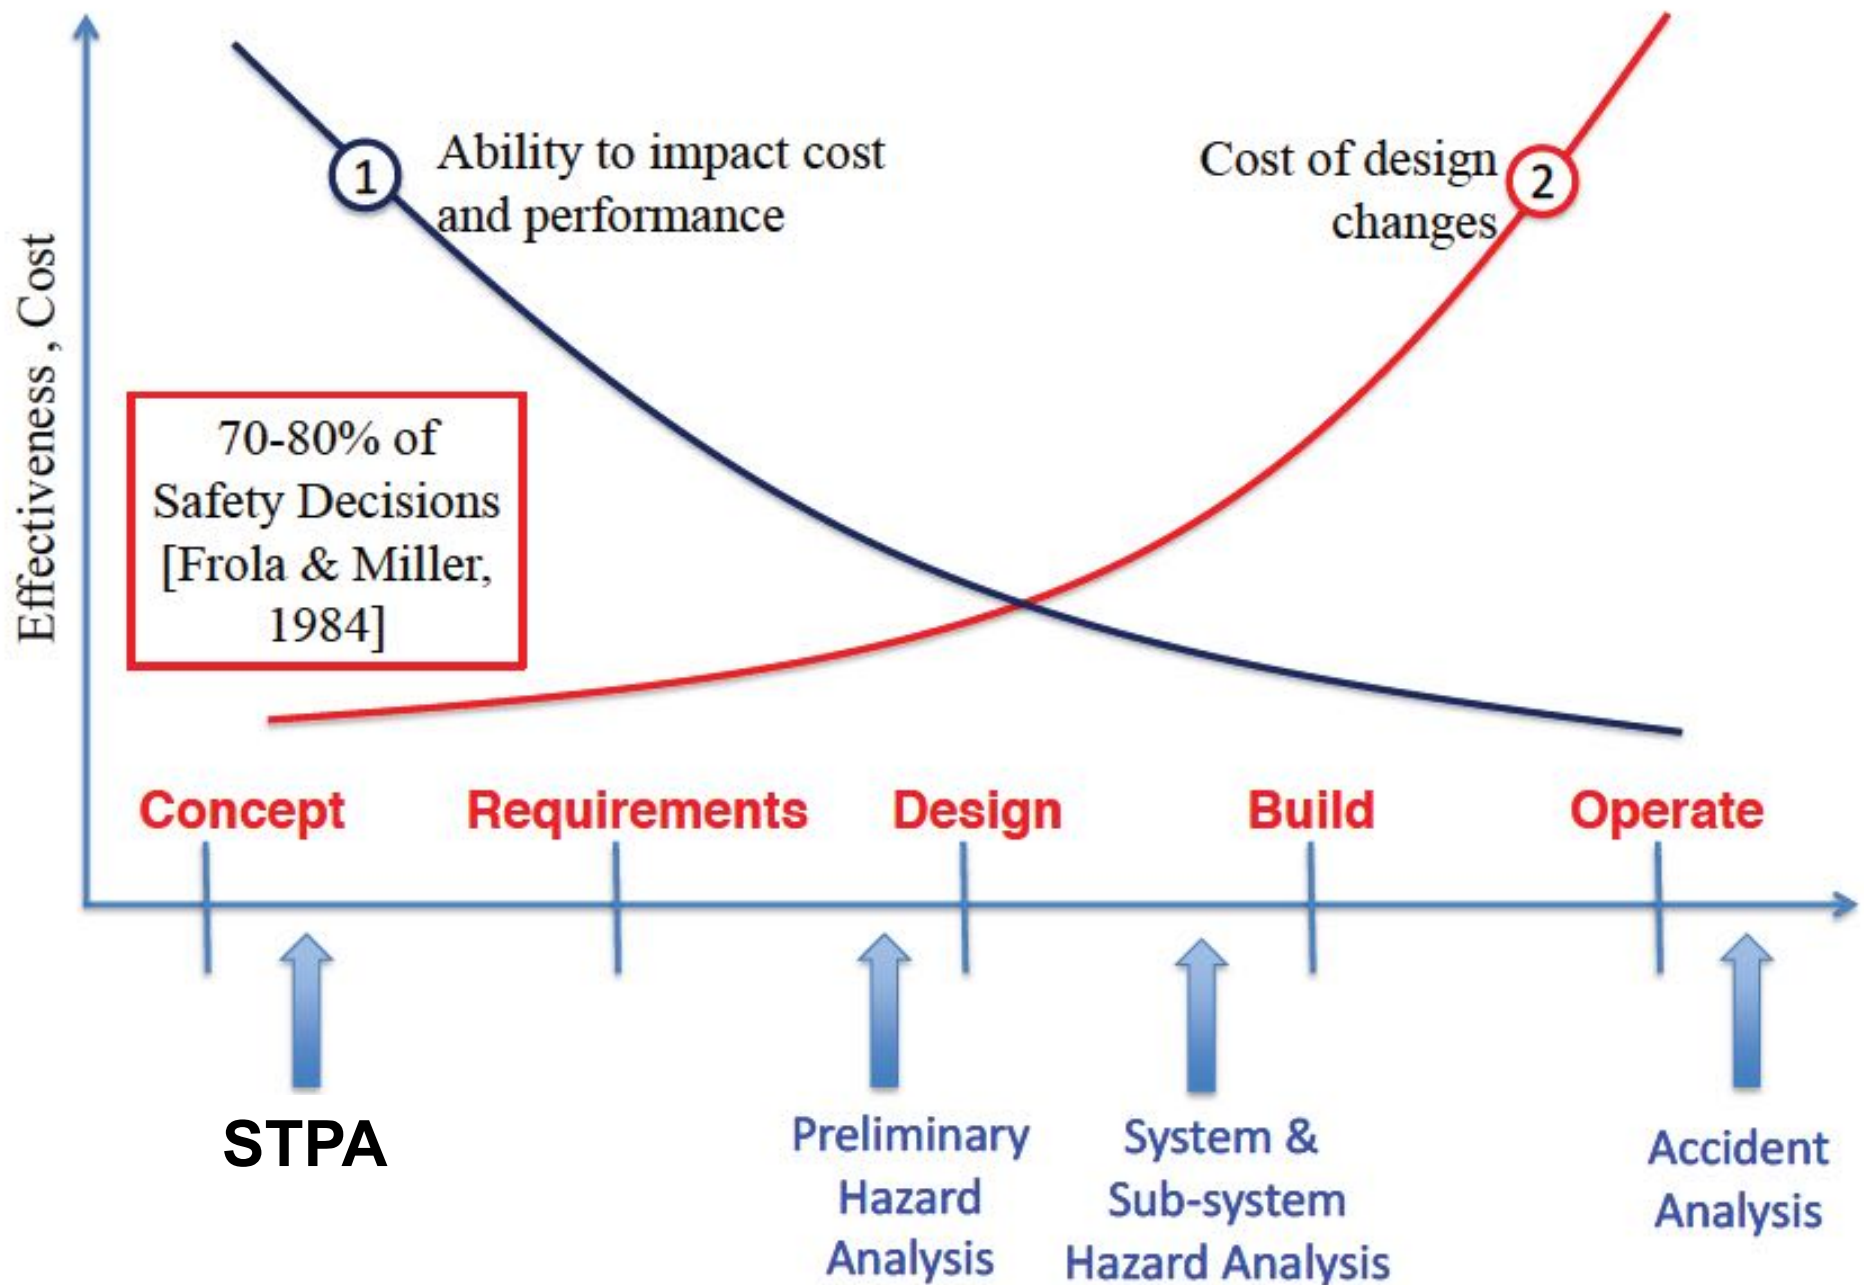 Effectiveness , Cost
1
Ability to impact cost
and performance
Cost of design
changes
2
70-80% of
Safety Decisions
[Frola & Miller,
1984]
Concept
Requirements
Design
Build
Operate
STPA
Preliminary
Hazard
Analysis
System &
Sub-system
Hazard Analysis
Accident
Analysis